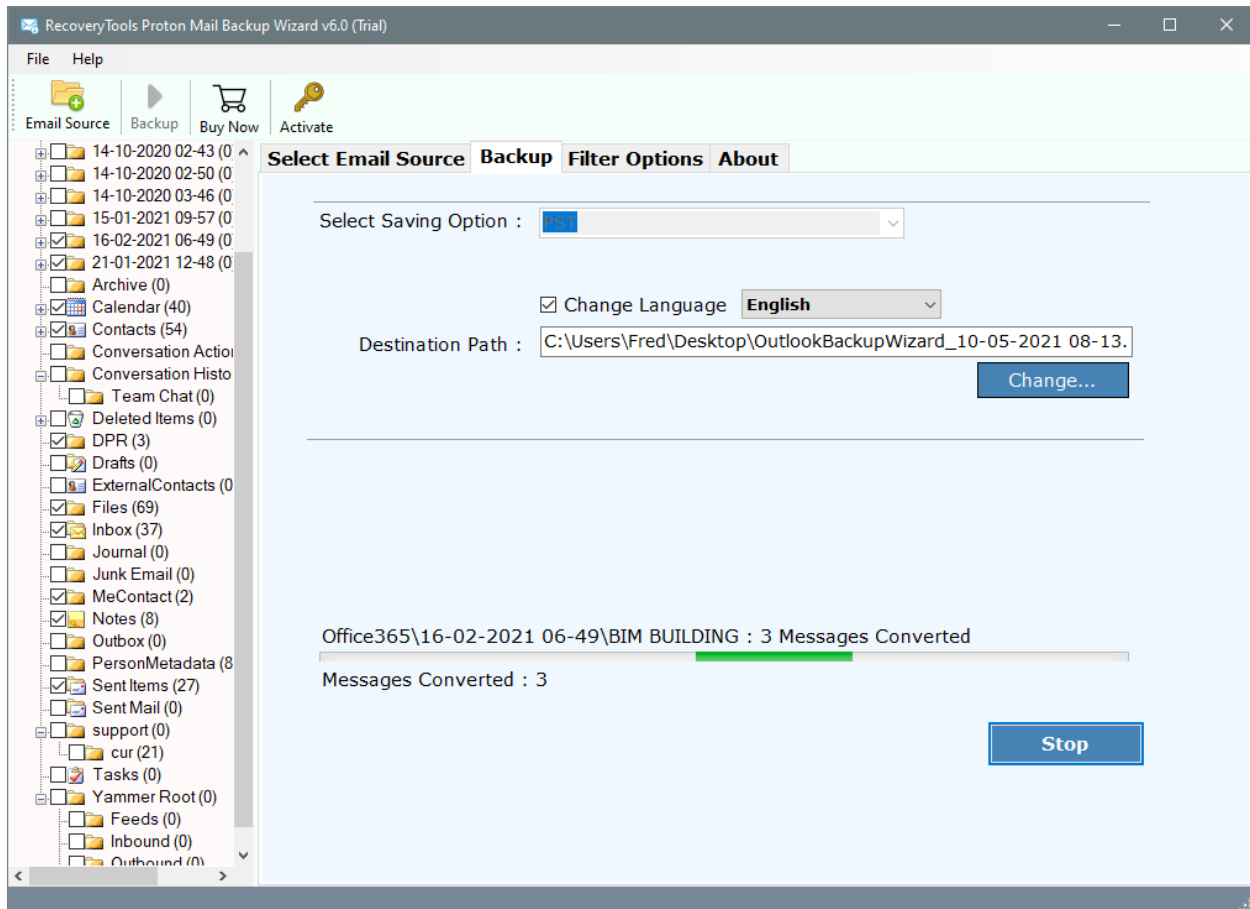 RecoveryTools Proton Mail Backup Wizard v6.0 (Trial)
File Help
Email Source Backup Buy Now Activate
14-10-2020 02-43 (0
14-10-2020 02-50 (0
14-10-2020 03-46 (0
15-01-2021 09-57 (0
16-02-2021 06-49 (0
21-01-2021 12-48 (0
Archive (0)
Calendar (40)
Contacts (54)
Conversation Action
Conversation Histo
Team Chat (0)
Deleted Items (0)
DPR (3)
Drafts (0)
ExternalContacts (0
Files (69)
Inbox (37)
Journal (0)
Junk Email (0)
MeContact (2)
Notes (8)
Outbox (0)
PersonMetadata (8
Sent Items (27)
Sent Mail (0)
support (0)
cur (21)
Tasks (0)
Yammer Root (0)
Feeds (0)
Inbound (0)
Outbound (0)
Select Email Source Backup Filter Options About
Select Saving Option : PST
Change Language English
Destination Path : C:\Users\Fred\Desktop\OutlookBackupWizard_10-05-2021 08-13.
Change...
Office365\16-02-2021 06-49\BIM BUILDING : 3 Messages Converted
Messages Converted : 3
Stop